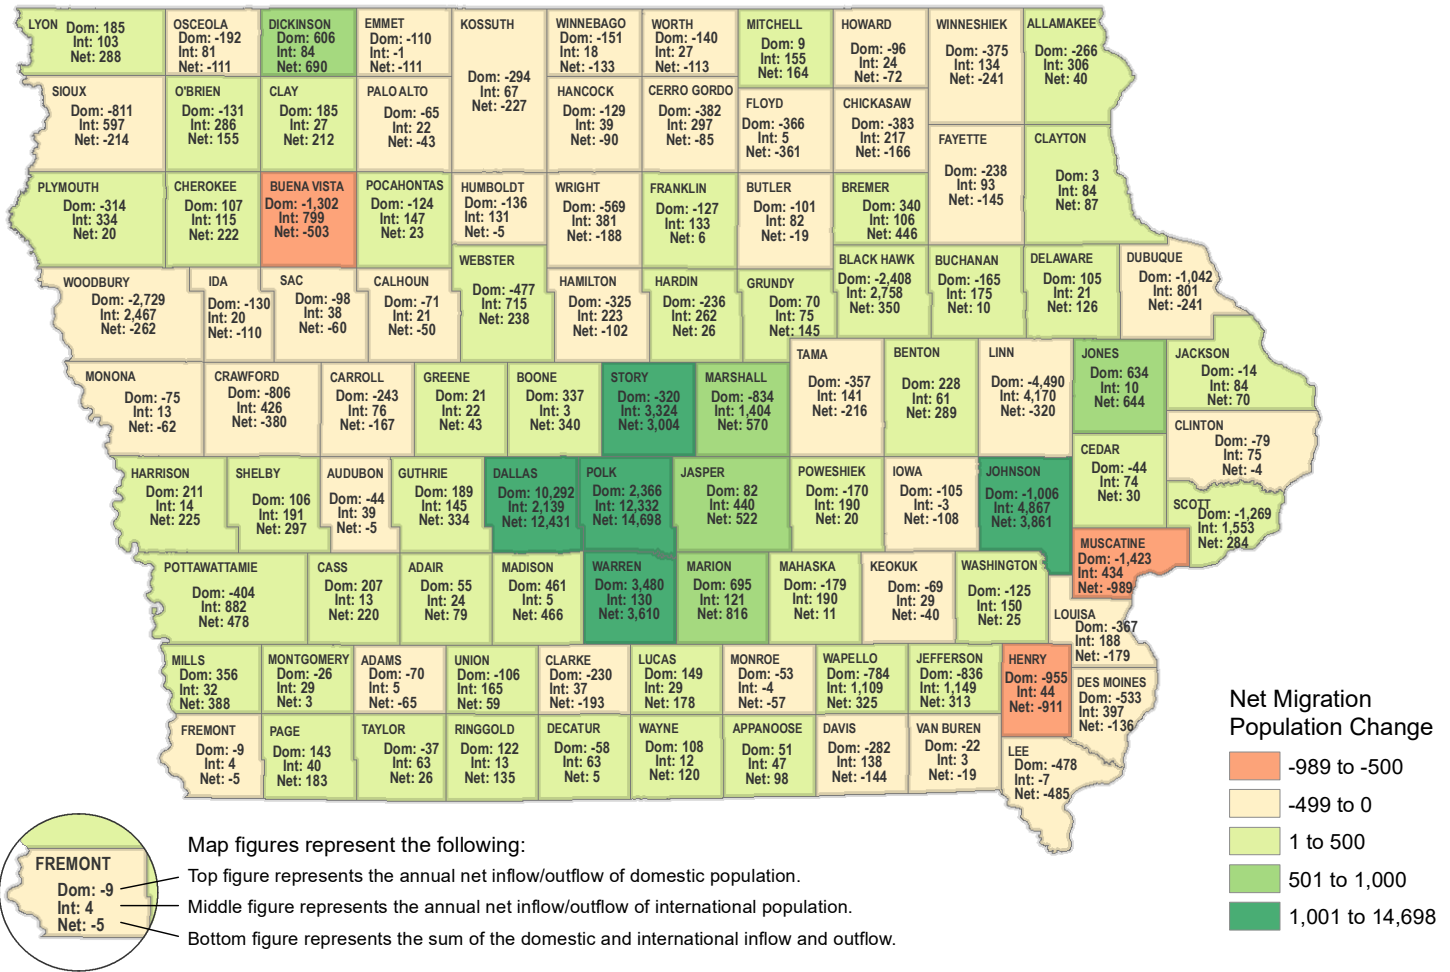 LYON
Dom: 185
Int: 103
Net: 288
OSCEOLA
Dom: -192
Int: 81
Net: -111
DICKINSON
Dom: 606
Int: 84
Net: 690
EMMET
Dom: -110
Int: -1
Net: -111
KOSSUTH
Dom: -294
Int: 67
Net: -227
WINNEBAGO
Dom: -151
Int: 18
Net: -133
WORTH
Dom: -140
Int: 27
Net: -113
MITCHELL
Dom: 9
Int: 155
Net: 164
HOWARD
Dom: -96
Int: 24
Net: -72
WINNESHIEK
Dom: -375
Int: 134
Net: -241
ALLAMAKEE
Dom: -266
Int: 306
Net: 40
SIOUX
Dom: -811
Int: 597
Net: -214
O'BRIEN
Dom: -131
Int: 286
Net: 155
CLAY
Dom: 185
Int: 27
Net: 212
PALO ALTO
Dom: -65
Int: 22
Net: -43
HANCOCK
Dom: -129
Int: 39
Net: -90
CERRO GORDO
Dom: -382
Int: 297
Net: -85
FLOYD
Dom: -366
Int: 5
Net: -361
CHICKASAW
Dom: -383
Int: 217
Net: -166
FAYETTE
Dom: -238
Int: 93
Net: -145
CLAYTON
Dom: 3
Int: 84
Net: 87
PLYMOUTH
Dom: -314
Int: 334
Net: 20
CHEROKEE
Dom: 107
Int: 115
Net: 222
BUENA VISTA
Dom: -1,302
Int: 799
Net: -503
POCAHONTAS
Dom: -124
Int: 147
Net: 23
HUMBOLDT
Dom: -136
Int: 131
Net: -5
WRIGHT
Dom: -569
Int: 381
Net: -188
FRANKLIN
Dom: -127
Int: 133
Net: 6
BUTLER
Dom: -101
Int: 82
Net: -19
BREMER
Dom: 340
Int: 106
Net: 446
WOODBURY
Dom: -2,729
Int: 2,467
Net: -262
IDA
Dom: -130
Int: 20
Net: -110
SAC
Dom: -98
Int: 38
Net: -60
CALHOUN
Dom: -71
Int: 21
Net: -50
WEBSTER
Dom: -477
Int: 715
Net: 238
HAMILTON
Dom: -325
Int: 223
Net: -102
HARDIN
Dom: -236
Int: 262
Net: 26
GRUNDY
Dom: 70
Int: 75
Net: 145
BLACK HAWK
Dom: -2,408
Int: 2,758
Net: 350
BUCHANAN
Dom: -165
Int: 175
Net: 10
DELAWARE
Dom: 105
Int: 21
Net: 126
DUBUQUE
Dom: -1,042
Int: 801
Net: -241
MONONA
Dom: -75
Int: 13
Net: -62
CRAWFORD
Dom: -806
Int: 426
Net: -380
CARROLL
Dom: -243
Int: 76
Net: -167
GREENE
Dom: 21
Int: 22
Net: 43
BOONE
Dom: 337
Int: 3
Net: 340
STORY
Dom: -320
Int: 3,324
Net: 3,004
MARSHALL
Dom: -834
Int: 1,404
Net: 570
TAMA
Dom: -357
Int: 141
Net: -216
BENTON
Dom: 228
Int: 61
Net: 289
LINN
Dom: -4,490
Int: 4,170
Net: -320
JONES
Dom: 634
Int: 10
Net: 644
JACKSON
Dom: -14
Int: 84
Net: 70
CLINTON
Dom: -79
Int: 75
Net: -4
HARRISON
Dom: 211
Int: 14
Net: 225
SHELBY
Dom: 106
Int: 191
Net: 297
AUDUBON
Dom: -44
Int: 39
Net: -5
GUTHRIE
Dom: 189
Int: 145
Net: 334
DALLAS
Dom: 10,292
Int: 2,139
Net: 12,431
POLK
Dom: 2,366
Int: 12,332
Net: 14,698
JASPER
Dom: 82
Int: 440
Net: 522
POWESHIEK
Dom: -170
Int: 190
Net: 20
IOWA
Dom: -105
Int: -3
Net: -108
JOHNSON
Dom: -1,006
Int: 4,867
Net: 3,861
CEDAR
Dom: -44
Int: 74
Net: 30
SCOTT
Dom: -1,269
Int: 1,553
Net: 284
MUSCATINE
Dom: -1,423
Int: 434
Net: -989
POTTAWATTAMIE
Dom: -404
Int: 882
Net: 478
CASS
Dom: 207
Int: 13
Net: 220
ADAIR
Dom: 55
Int: 24
Net: 79
MADISON
Dom: 461
Int: 5
Net: 466
WARREN
Dom: 3,480
Int: 130
Net: 3,610
MARION
Dom: 695
Int: 121
Net: 816
MAHASKA
Dom: -179
Int: 190
Net: 11
KEOKUK
Dom: -69
Int: 29
Net: -40
WASHINGTON
Dom: -125
Int: 150
Net: 25
LOUISA
Dom: -367
Int: 188
Net: -179
MILLS
Dom: 356
Int: 32
Net: 388
MONTGOMERY
Dom: -26
Int: 29
Net: 3
ADAMS
Dom: -70
Int: 5
Net: -65
UNION
Dom: -106
Int: 165
Net: 59
CLARKE
Dom: -230
Int: 37
Net: -193
LUCAS
Dom: 149
Int: 29
Net: 178
MONROE
Dom: -53
Int: -4
Net: -57
WAPELLO
Dom: -784
Int: 1,109
Net: 325
JEFFERSON
Dom: -836
Int: 1,149
Net: 313
HENRY
Dom: -955
Int: 44
Net: -911
DES MOINES
Dom: -533
Int: 397
Net: -136
FREMONT
Dom: -9
Int: 4
Net: -5
PAGE
Dom: 143
Int: 40
Net: 183
TAYLOR
Dom: -37
Int: 63
Net: 26
RINGGOLD
Dom: 122
Int: 13
Net: 135
DECATUR
Dom: -58
Int: 63
Net: 5
WAYNE
Dom: 108
Int: 12
Net: 120
APPANOOSE
Dom: 51
Int: 47
Net: 98
DAVIS
Dom: -282
Int: 138
Net: -144
VAN BUREN
Dom: -22
Int: 3
Net: -19
LEE
Dom: -478
Int: -7
Net: -485
Net Migration
Population Change
-989 to -500
-499 to 0
1 to 500
501 to 1,000
1,001 to 14,698
FREMONT
Dom: -9
Int: 4
Net: -5
Map figures represent the following:
Top figure represents the annual net inflow/outflow of domestic population.
Middle figure represents the annual net inflow/outflow of international population.
Bottom figure represents the sum of the domestic and international inflow and outflow.